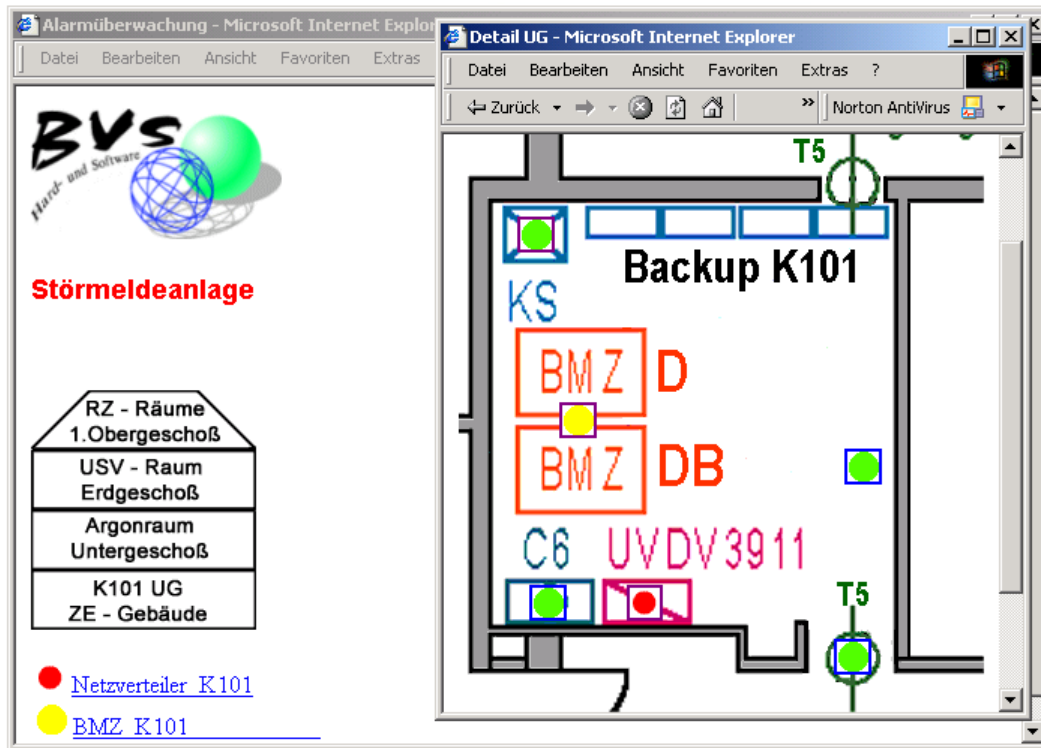 Alarmüberwachung - Microsoft Internet Explor
Datei Bearbeiten Ansicht Favoriten Extras
BVS
Hard- und Software
Störmeldeanlage
RZ - Räume
1.Obergeschoß
USV - Raum
Erdgeschoß
Argonraum
Untergeschoß
K101 UG
ZE - Gebäude
Netzverteiler K101
BMZ K101
Detail UG - Microsoft Internet Explorer
Datei Bearbeiten Ansicht Favoriten Extras ?
Zurück » Norton AntiVirus
T5
Backup K101
KS
BMZ D
BMZ DB
C6 UVDV3911
T5